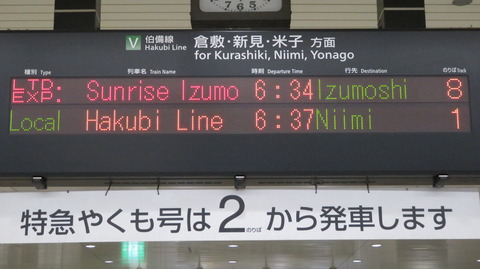 V 伯備線 倉敷・新見・米子 方面
Hakubi Line for Kurashiki, Niimi, Yonago
種別 Type 列車名 Train Name 時刻 Departure Time 行先 Destination のりば Track
LTD. EXP. Sunrise Izumo 6:34 Izumoshi 8
Local Hakubi Line 6:37 Niimi 1
特急やくも号は2のりばから発車します